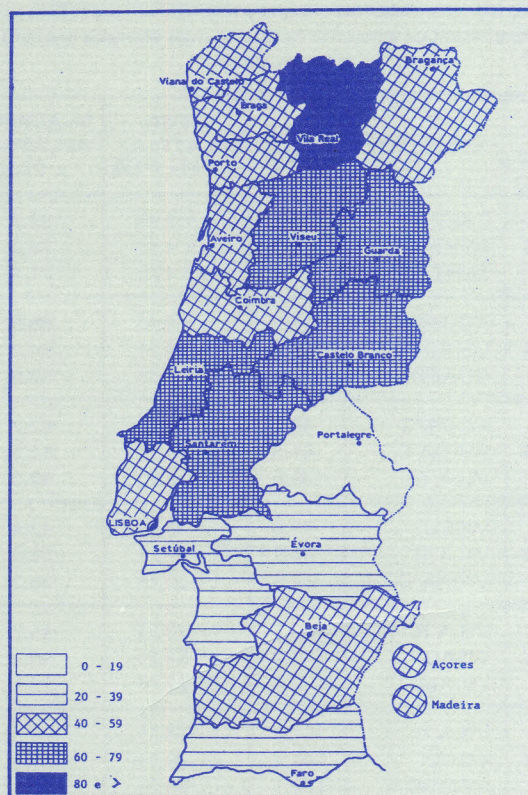 Bragança
Viana do Castelo
Braga
Vila Real
Porto
Viseu
Aveiro
Guarda
Coimbra
Castelo Branco
Leiria
Portalegre
Santarém
LISBOA
Évora
Setúbal
Beja
Açores
Madeira
Faro
0 - 19
20 - 39
40 - 59
60 - 79
80 e >